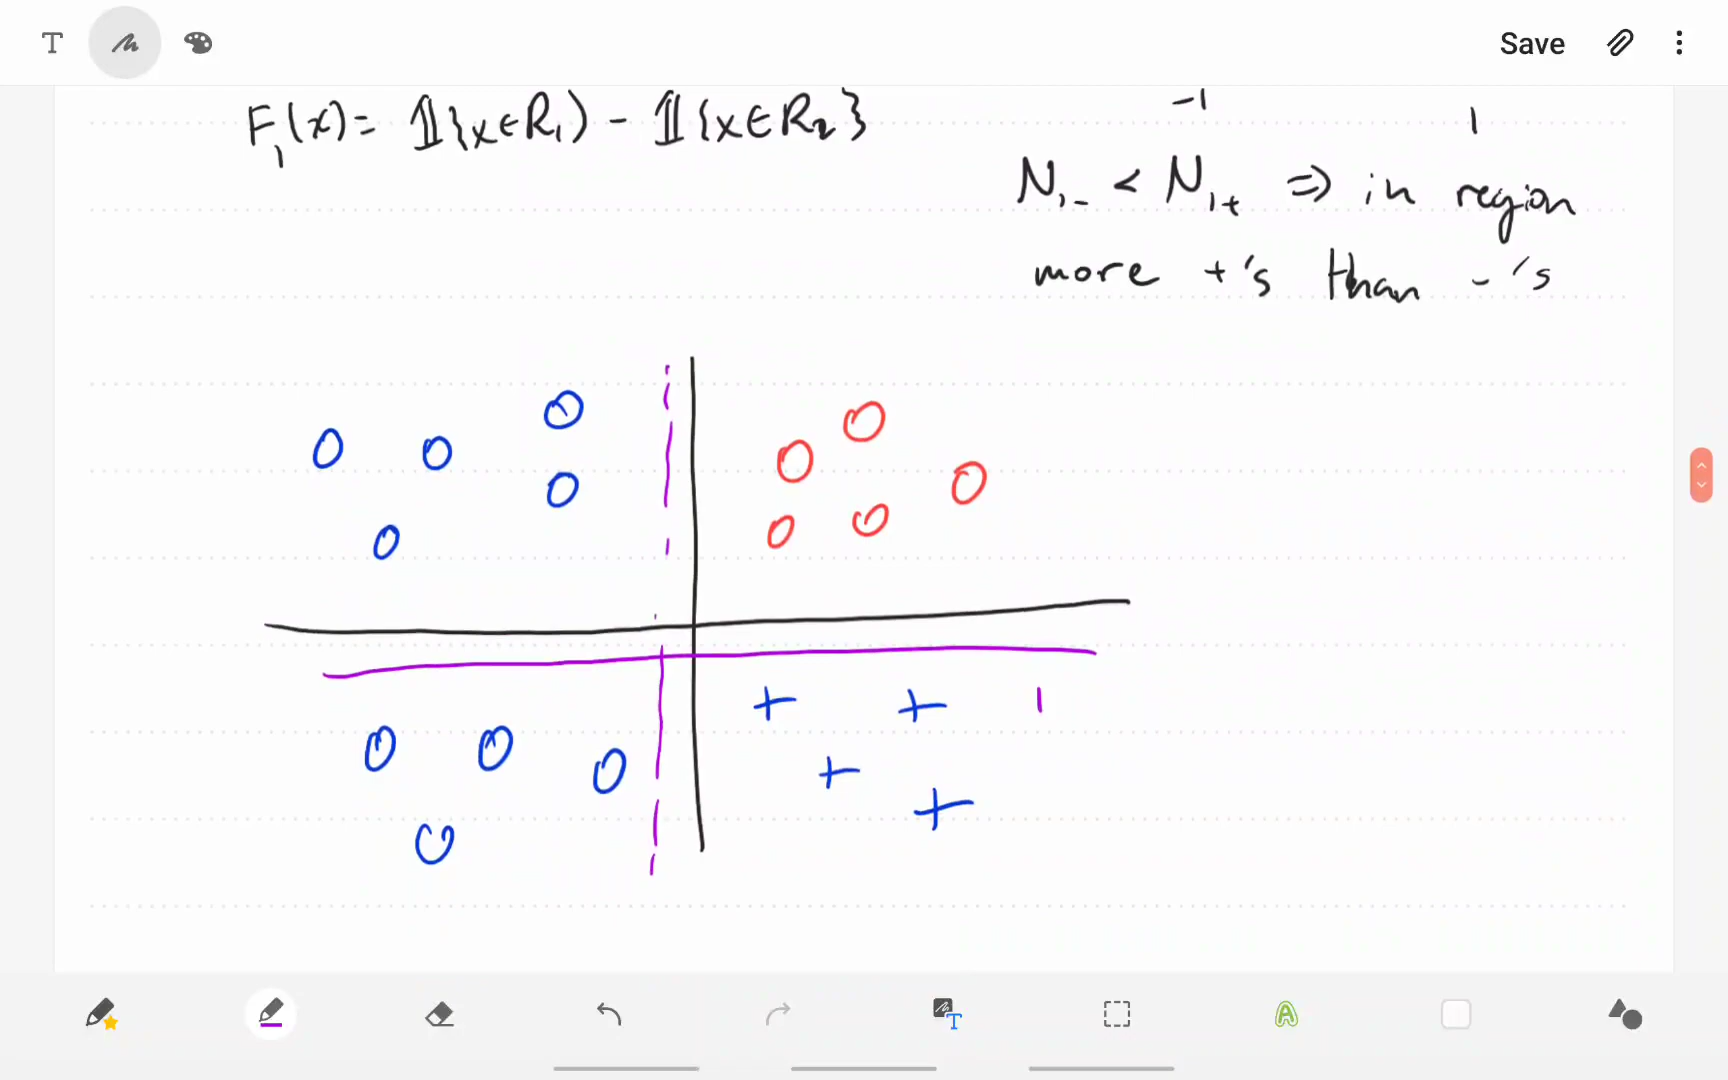 T
Save
F₁(x) = 𝟙{x∈R₁) - 𝟙{x∈R₂}
-1 1
N₁₋ < N₁₊ ⇒ in region
more +'s than -'s
T
A